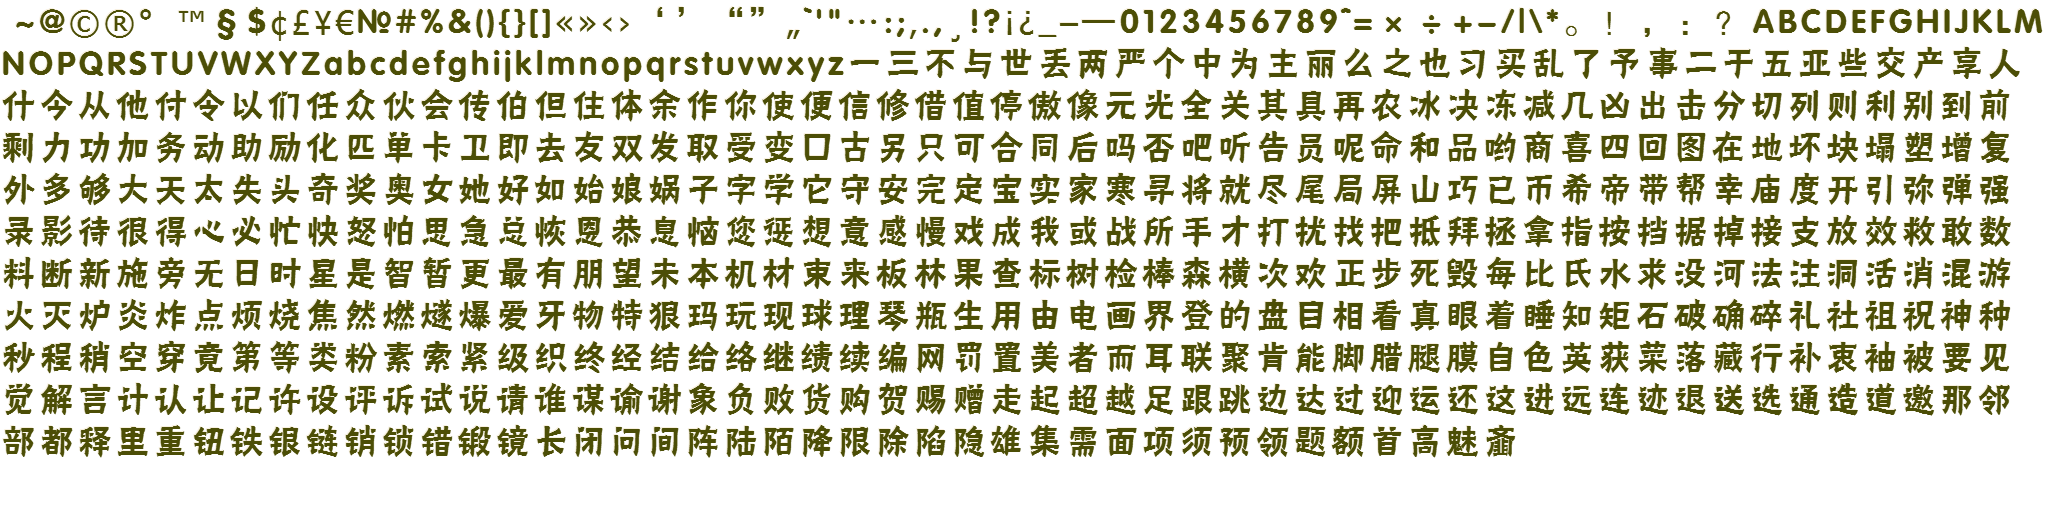 ~@©®° ™§$¢£¥€№#%&(){}[]«»‹› ‘’ “” „˜'"…:;,.,¸!?¡¿_–—0123456789ˆ=×÷+−/|\*。！，：？ABCDEFGHIJKLM
NOPQRSTUVWXYZabcdefghijklmnopqrstuvwxyz一三不与世丢两严个中为主丽么之也习买乱了予事二于五亚些交产享人
什今从他付令以们任众伙会传伯但住体余作你使便信修借值停傲像元光全关其具再农冰决冻减几凶出击分切列则利别到前
剩力功加务动助励化匹单卡卫即去友双发取受变口古另只可合同后吗否吧听告员呢命和品哟商喜四回图在地坏块塌塑增复
外多够大天太失头奇奖奥女她好如始娘娲子字学它守安完定宝实家寒寻将就尽尾局屏山巧已币希帝带帮幸庙度开引弥弹强
录影待很得心必忙快怒怕思急总恢恩恭息恼您惩想意感慢戏成我或战所手才打扰找把抵拜拯拿指按挡据掉接支放效救敢数
料断新施旁无日时星是智暂更最有朋望未本机材束来板林果查标树检棒森横次欢正步死毁每比氏水求没河法注洞活消混游
火灭炉炎炸点烦烧焦然燃燧爆爱牙物特狠玛玩现球理琴瓶生用由电画界登的盘目相看真眼着睡知矩石破确碎礼社祖祝神种
秒程稍空穿竟第等类粉素索紧级织终经结给络继绩续编网罚置美者而耳联聚肯能脚腊腿膜自色英获菜落藏行补衷袖被要见
觉解言计认让记许设评诉试说请谁谋谕谢象负败货购贺赐赠走起超越足跟跳边达过迎运还这进远连迹退送选通造道邀那邻
部都释里重钮铁银链销锁错锻镜长闭问间阵陆陌降限除陷隐雄集需面项须预领题额首高魅齑